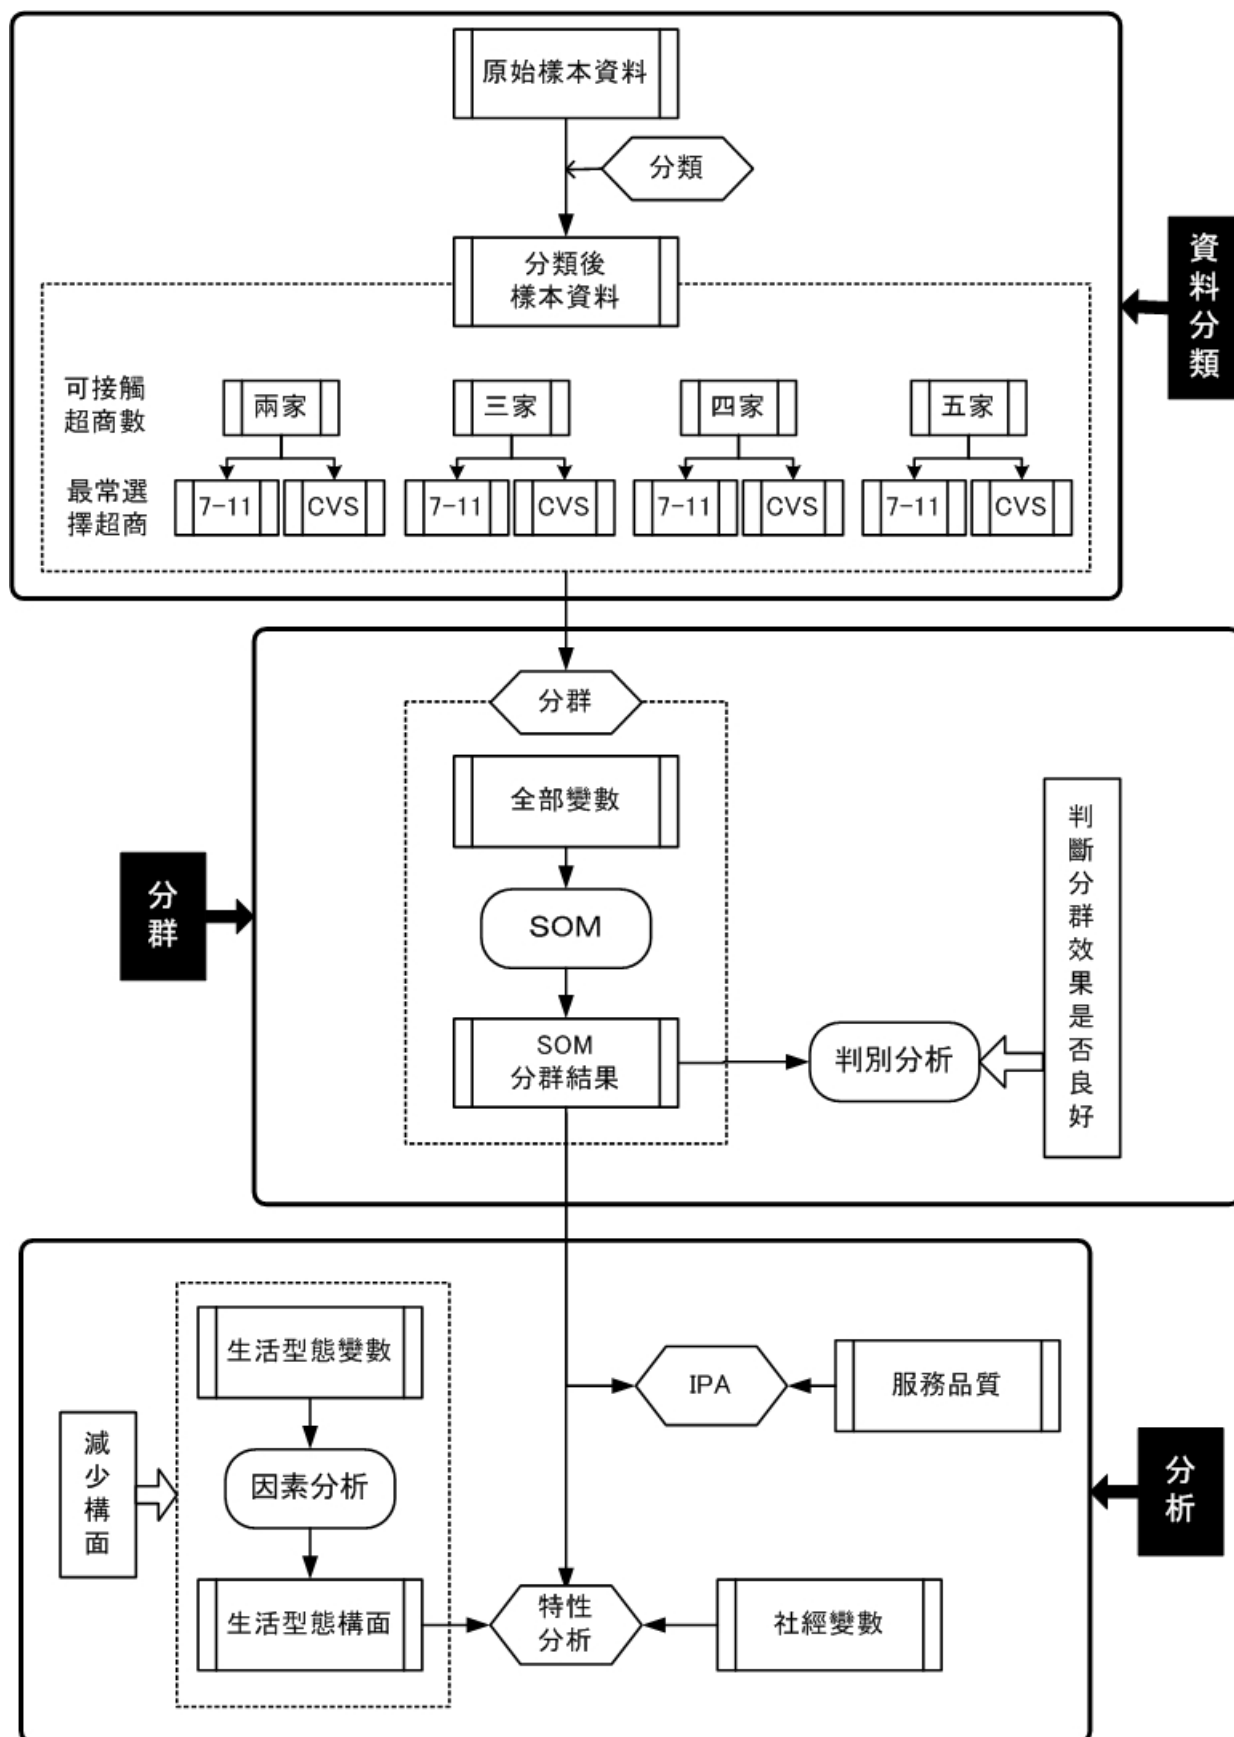 原始樣本資料
分類
分類後
樣本資料
資料分類
可接觸
超商數
兩家
三家
四家
五家
最常選
擇超商
7-11
CVS
7-11
CVS
7-11
CVS
7-11
CVS
分群
全部變數
判斷分群效果是否良好
分群
SOM
SOM
分群結果
判別分析
生活型態變數
IPA
服務品質
減少構面
因素分析
分析
生活型態構面
特性
分析
社經變數